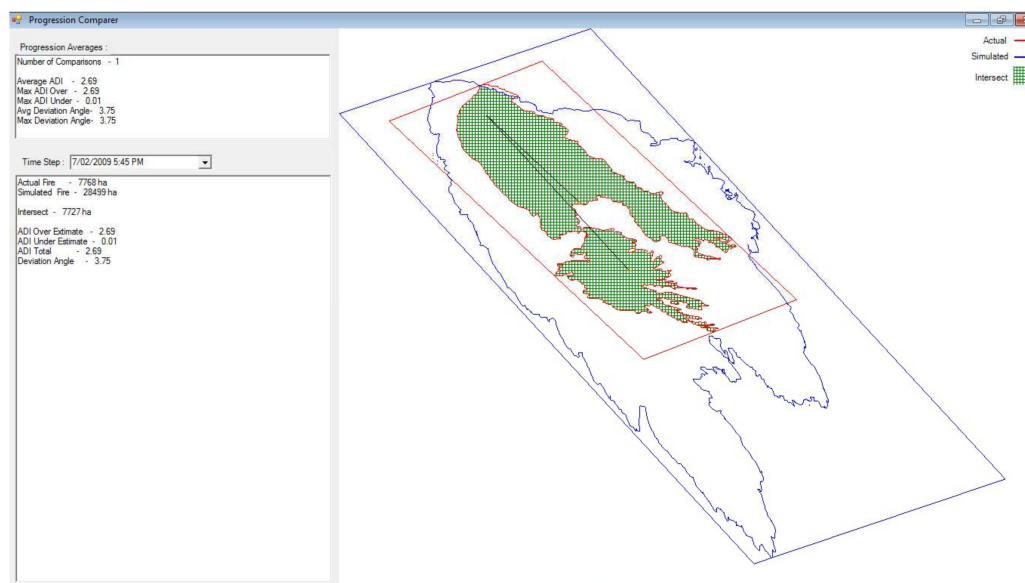 Progression Comparer
Progression Averages :
Number of Comparisons - 1
Average ADI - 2.69
Max ADI Over - 2.69
Max ADI Under - 0.01
Avg Deviation Angle- 3.75
Max Deviation Angle- 3.75
Time Step : 7/02/2009 5:45 PM
Actual Fire - 7768 ha
Simulated Fire - 28499 ha
Intersect - 7727 ha
ADI Over Estimate - 2.69
ADI Under Estimate - 0.01
ADI Total - 2.69
Deviation Angle - 3.75
Actual
Simulated
Intersect